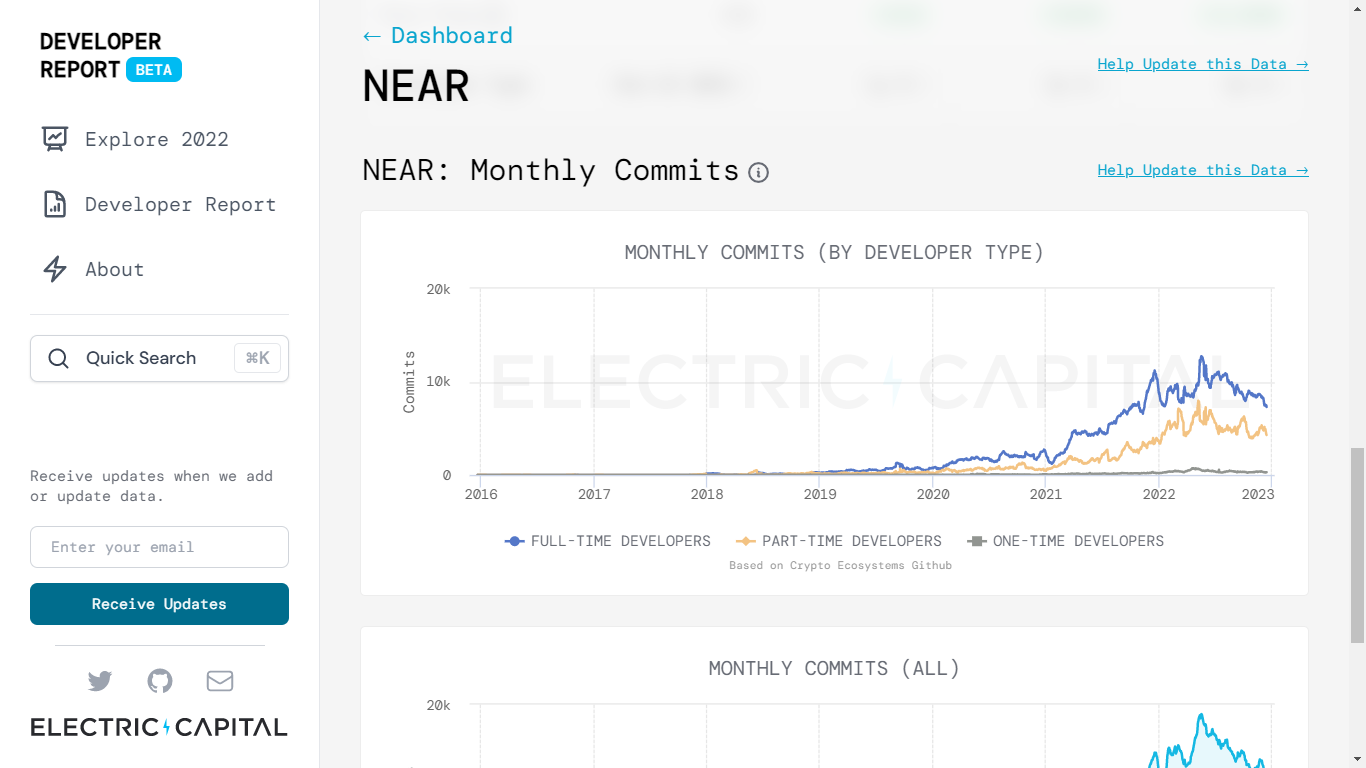 DEVELOPER
REPORT BETA
Explore 2022
Developer Report
About
Quick Search ⌘K
Receive updates when we add
or update data.
Enter your email
Receive Updates
ELECTRIC CAPITAL
← Dashboard
NEAR
Help Update this Data →
NEAR: Monthly Commits
Help Update this Data →
MONTHLY COMMITS (BY DEVELOPER TYPE)
20k
10k
0
Commits
ELECTRIC CAPITAL
2016 2017 2018 2019 2020 2021 2022 2023
FULL-TIME DEVELOPERS PART-TIME DEVELOPERS ONE-TIME DEVELOPERS
Based on Crypto Ecosystems Github
MONTHLY COMMITS (ALL)
20k